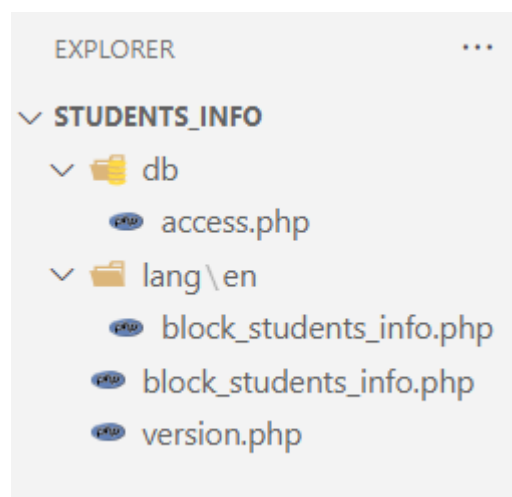 EXPLORER ...
STUDENTS_INFO
db
access.php
lang\en
block_students_info.php
block_students_info.php
version.php